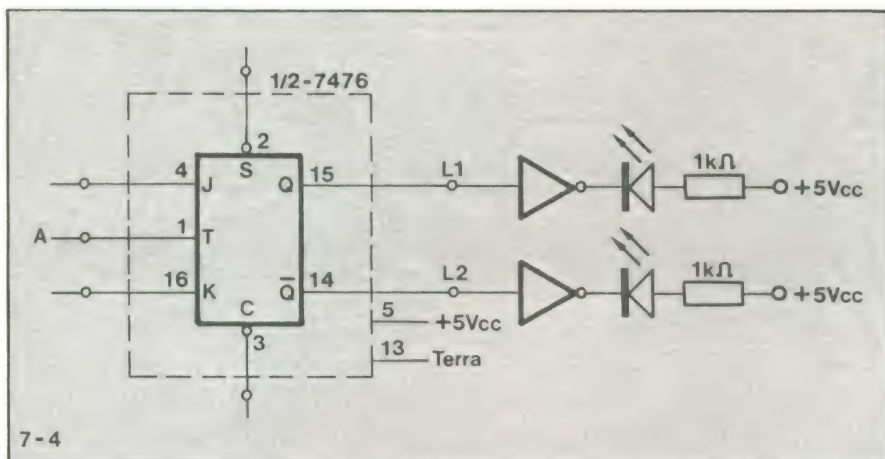 1/2-7476
2
S
4 J Q 15 L1 1kΩ +5Vcc
A 1 T
16 K Q̅ 14 L2 1kΩ +5Vcc
C
3
5 +5Vcc
13 Terra
7-4